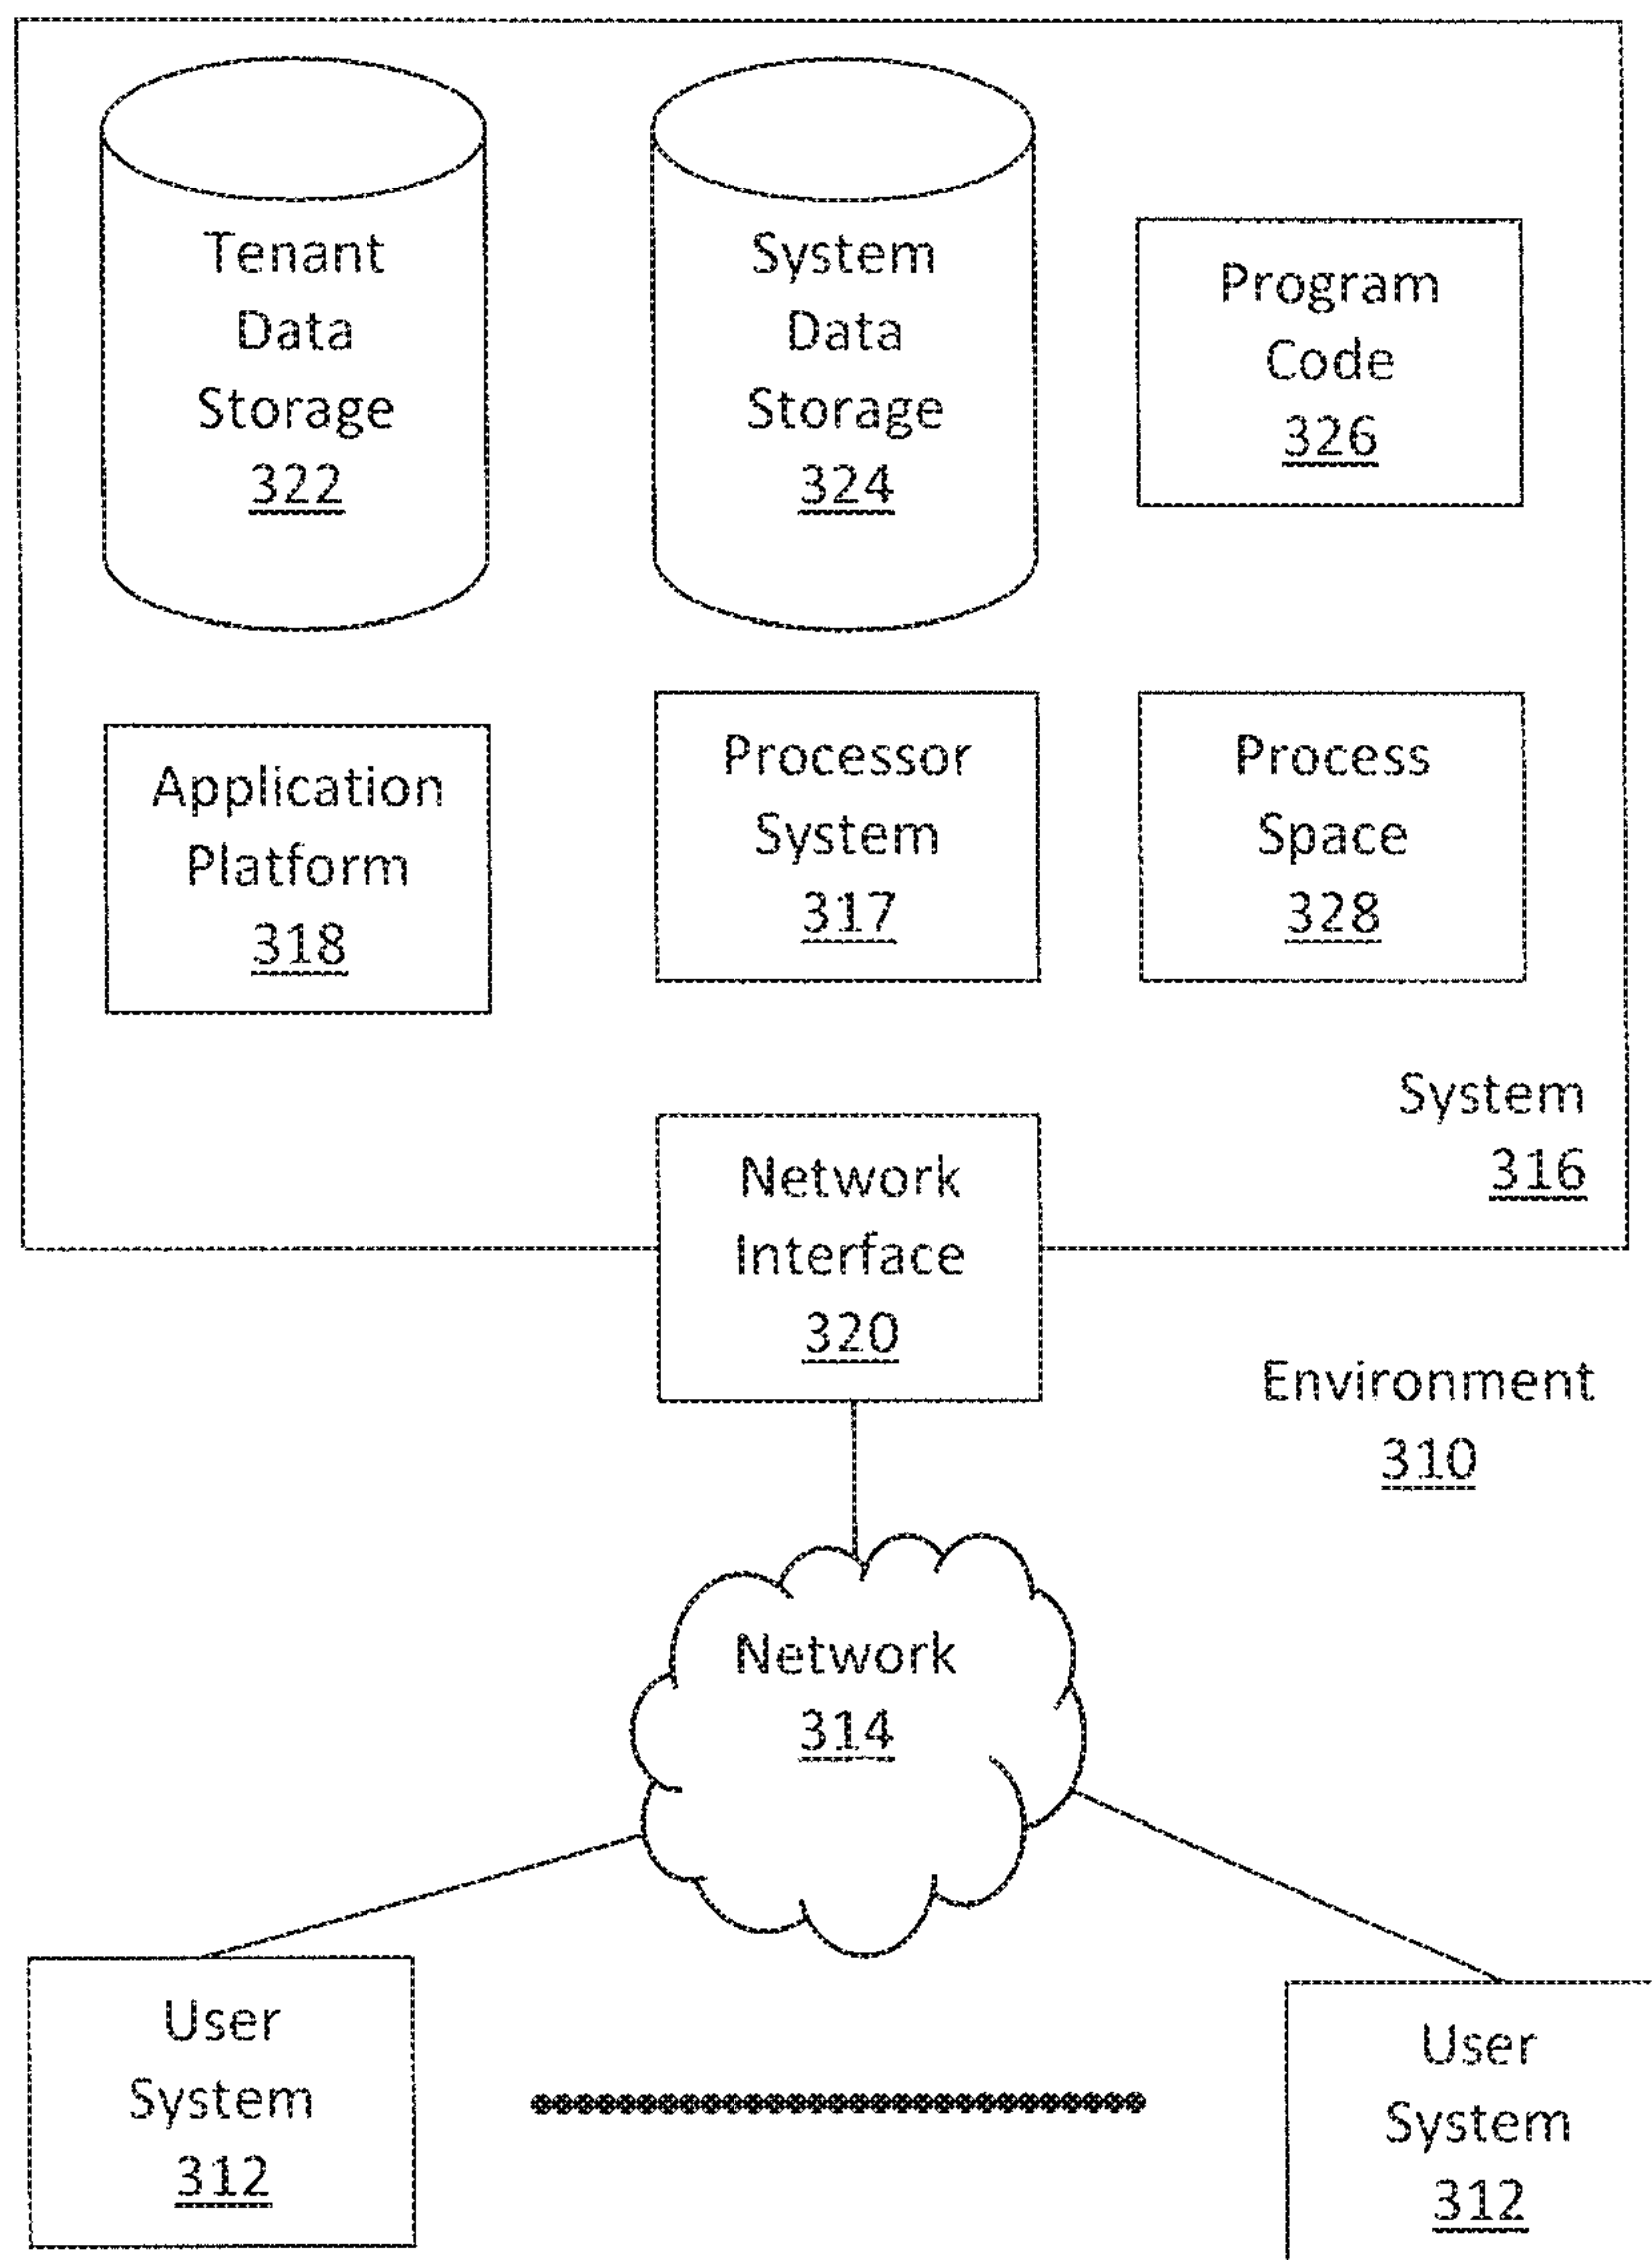 Tenant
Data
Storage
322
System
Data
Storage
324
Program
Code
326
Application
Platform
318
Processor
System
317
Process
Space
328
System
316
Network
Interface
320
Environment
310
Network
314
User
System
312
User
System
312